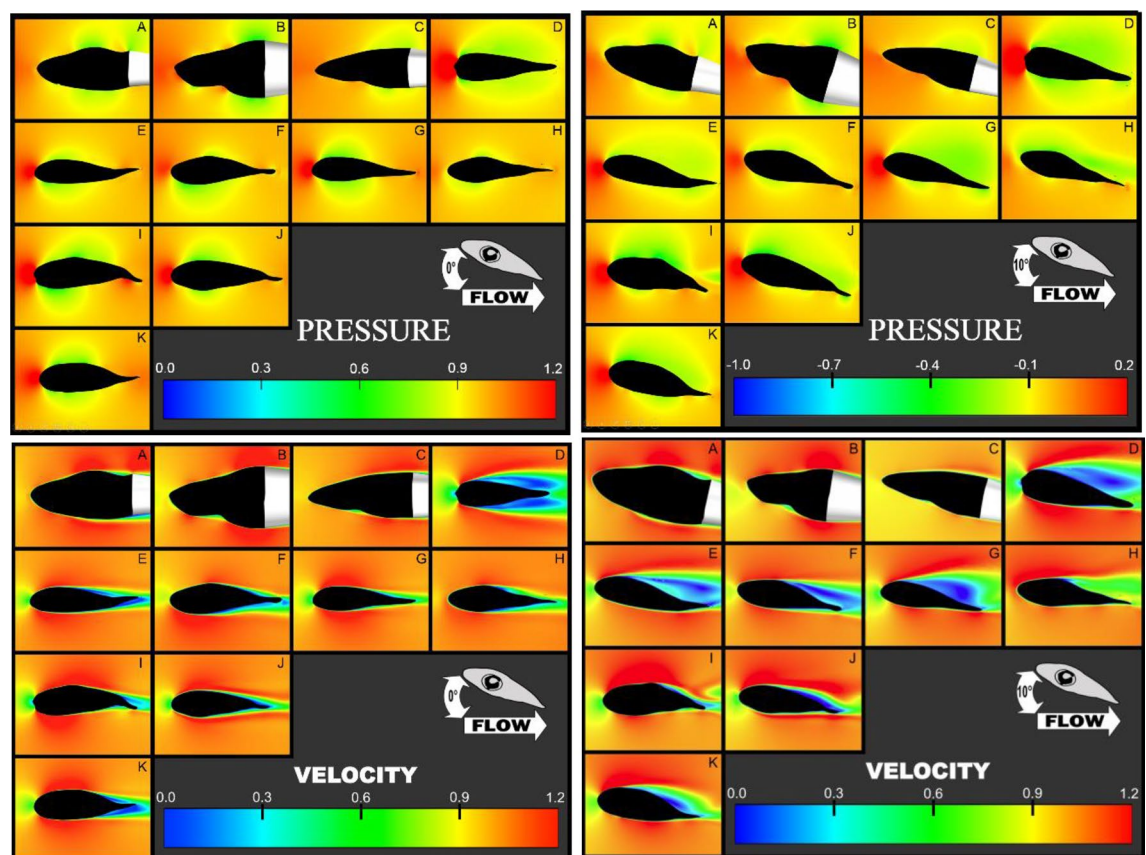 A B C D
E F G H
I J
0°
FLOW
K
PRESSURE
0.0 0.3 0.6 0.9 1.2
A B C D
E F G H
I J
10°
FLOW
K
PRESSURE
-1.0 -0.7 -0.4 -0.1 0.2
A B C D
E F G H
I J
0°
FLOW
K
VELOCITY
0.0 0.3 0.6 0.9 1.2
A B C D
E F G H
I J
10°
FLOW
K
VELOCITY
0.0 0.3 0.6 0.9 1.2